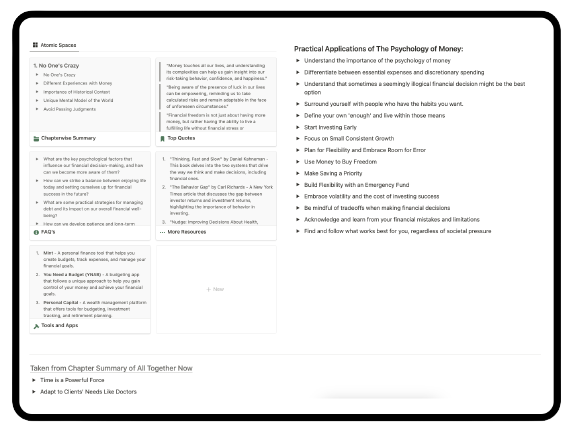 Atomic Spaces
1. No One's Crazy
No One's Crazy
Different Experiences with Money
Importance of Historical Context
Unique Mental Model of the World
Avoid Passing Judgments
Chapterwise Summary
"Money touches all our lives, and understanding
its complexities can help us gain insight into our
risk-taking behavior, confidence, and happiness."
"Being aware of the presence of luck in our lives
can be empowering, reminding us to take
calculated risks and remain adaptable in the face
of unforeseen circumstances."
"Financial freedom is not just about having more
money, but rather having the ability to live a
fulfilling life without financial stress or
Top Quotes
What are the key psychological factors that
influence our financial decision-making, and how
can we become more aware of them?
How can we strike a balance between enjoying life
today and setting ourselves up for financial
success in the future?
What are some practical strategies for managing
debt and its impact on our overall financial well-
being?
How can we develop patience and long-term
FAQ's
1. "Thinking, Fast and Slow" by Daniel Kahneman -
This book delves into the two systems that drive
the way we think and make decisions, including
financial ones.
2. "The Behavior Gap" by Carl Richards - A New York
Times article that discusses the gap between
investor returns and investment returns,
highlighting the importance of behavior in
investing.
3. "Nudge: Improving Decisions About Health,
More Resources
1. Mint - A personal finance tool that helps you
create budgets, track expenses, and manage your
financial goals.
2. You Need a Budget (YNAB) - A budgeting app
that follows a unique approach to help you gain
control of your money and achieve your financial
goals.
3. Personal Capital - A wealth management platform
that offers tools for budgeting, investment
tracking, and retirement planning.
Tools and Apps
+ New
Practical Applications of The Psychology of Money:
Understand the importance of the psychology of money
Differentiate between essential expenses and discretionary spending
Understand that sometimes a seemingly illogical financial decision might be the best
option
Surround yourself with people who have the habits you want.
Define your own 'enough' and live within those means
Start Investing Early
Focus on Small Consistent Growth
Plan for Flexibility and Embrace Room for Error
Use Money to Buy Freedom
Make Saving a Priority
Build Flexibility with an Emergency Fund
Embrace volatility and the cost of investing success
Be mindful of tradeoffs when making financial decisions
Acknowledge and learn from your financial mistakes and limitations
Find and follow what works best for you, regardless of societal pressure
Taken from Chapter Summary of All Together Now
Time is a Powerful Force
Adapt to Clients' Needs Like Doctors